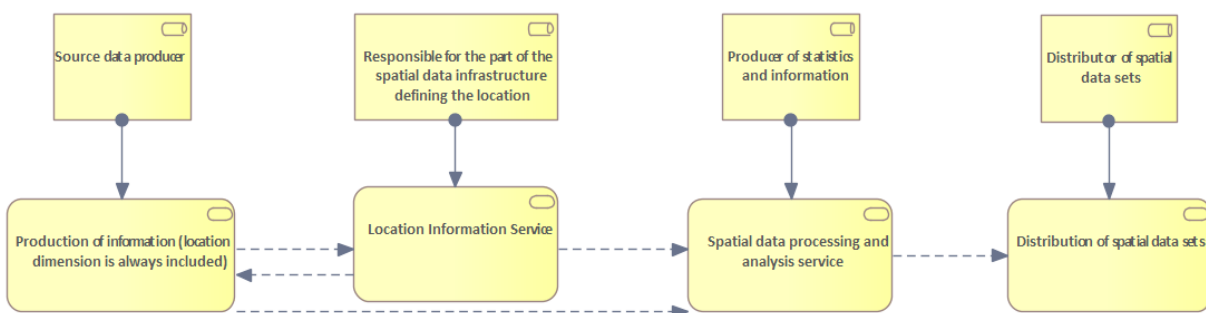 Source data producer
Responsible for the part of the
spatial data infrastructure
defining the location
Producer of statistics
and information
Distributor of spatial
data sets
Production of information (location
dimension is always included)
Location Information Service
Spatial data processing and
analysis service
Distribution of spatial data sets